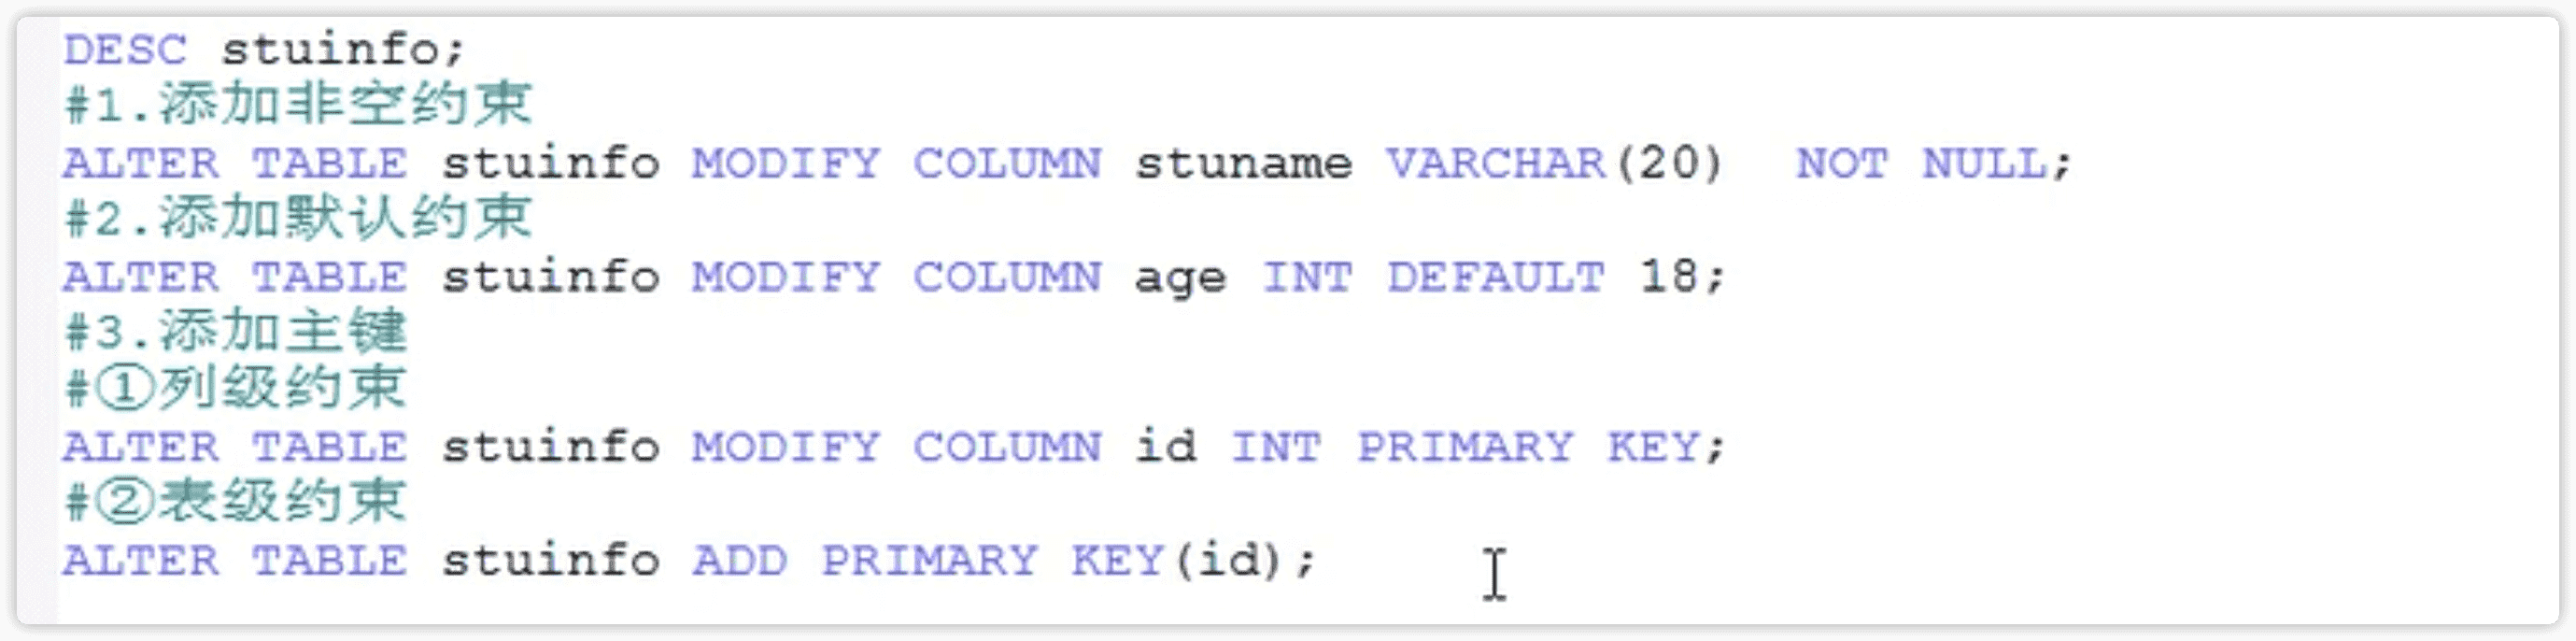 DESC stuinfo;
#1.添加非空约束
ALTER TABLE stuinfo MODIFY COLUMN stuname VARCHAR(20)  NOT NULL;
#2.添加默认约束
ALTER TABLE stuinfo MODIFY COLUMN age INT DEFAULT 18;
#3.添加主键
#①列级约束
ALTER TABLE stuinfo MODIFY COLUMN id INT PRIMARY KEY;
#②表级约束
ALTER TABLE stuinfo ADD PRIMARY KEY(id);